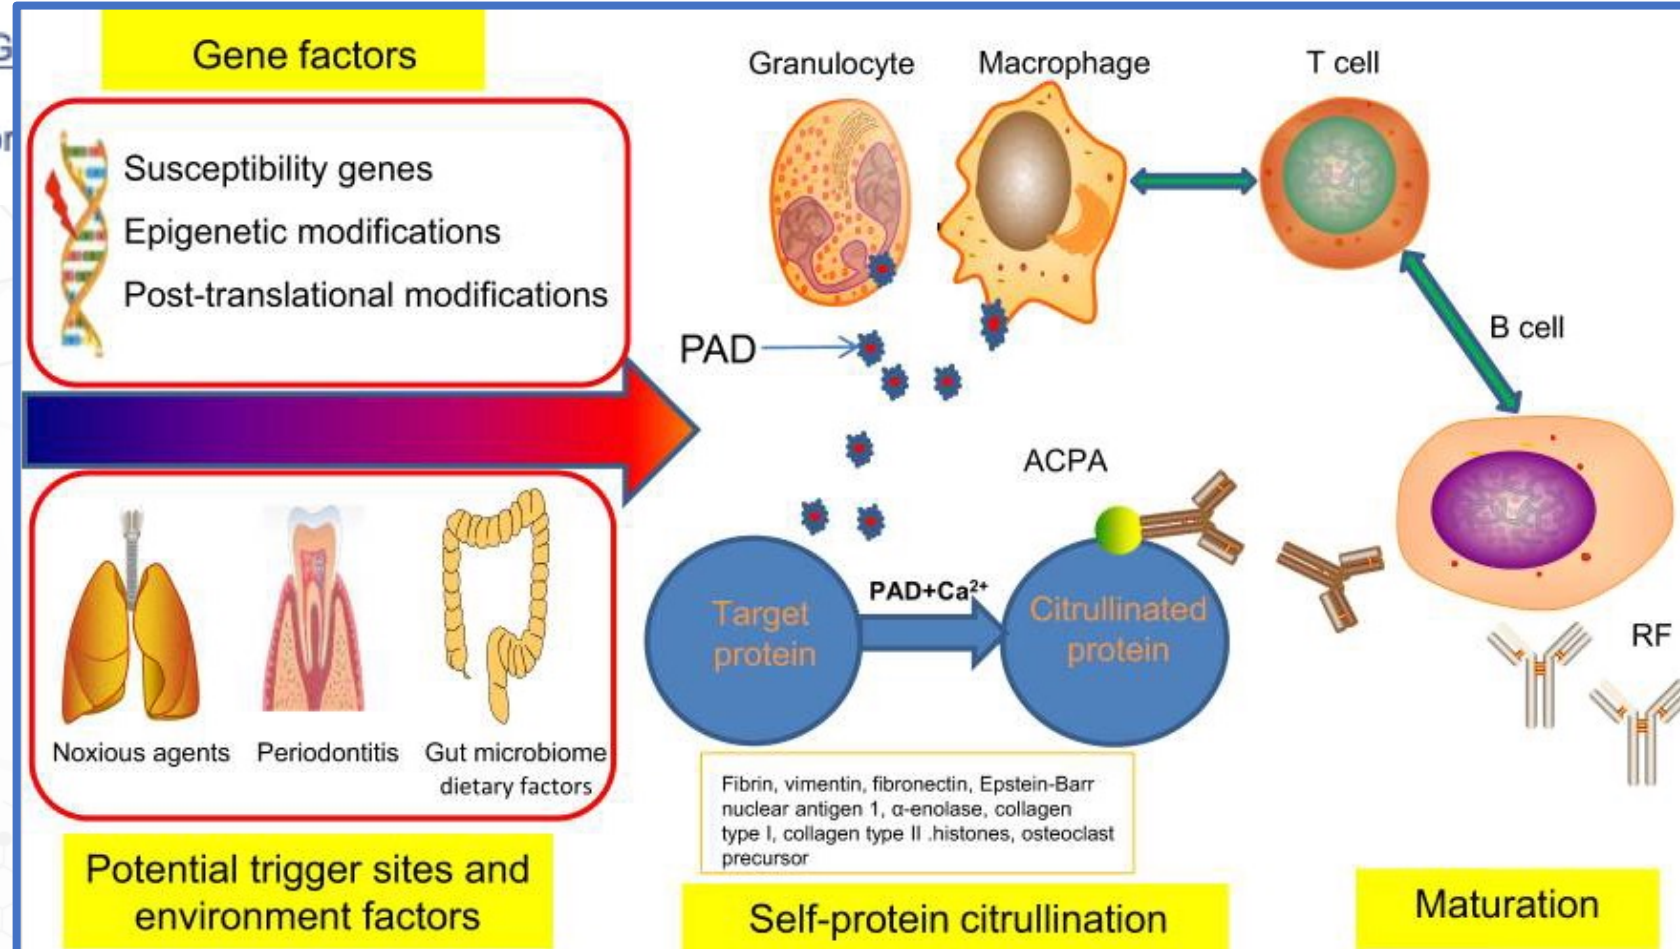 G
or
Gene factors
Susceptibility genes
Epigenetic modifications
Post-translational modifications
Noxious agents
Periodontitis
Gut microbiome
dietary factors
Potential trigger sites and
environment factors
Granulocyte
Macrophage
T cell
B cell
PAD
ACPA
Target
protein
PAD+Ca²⁺
Citrullinated
protein
RF
Fibrin, vimentin, fibronectin, Epstein-Barr
nuclear antigen 1, α-enolase, collagen
type I, collagen type II .histones, osteoclast
precursor
Self-protein citrullination
Maturation